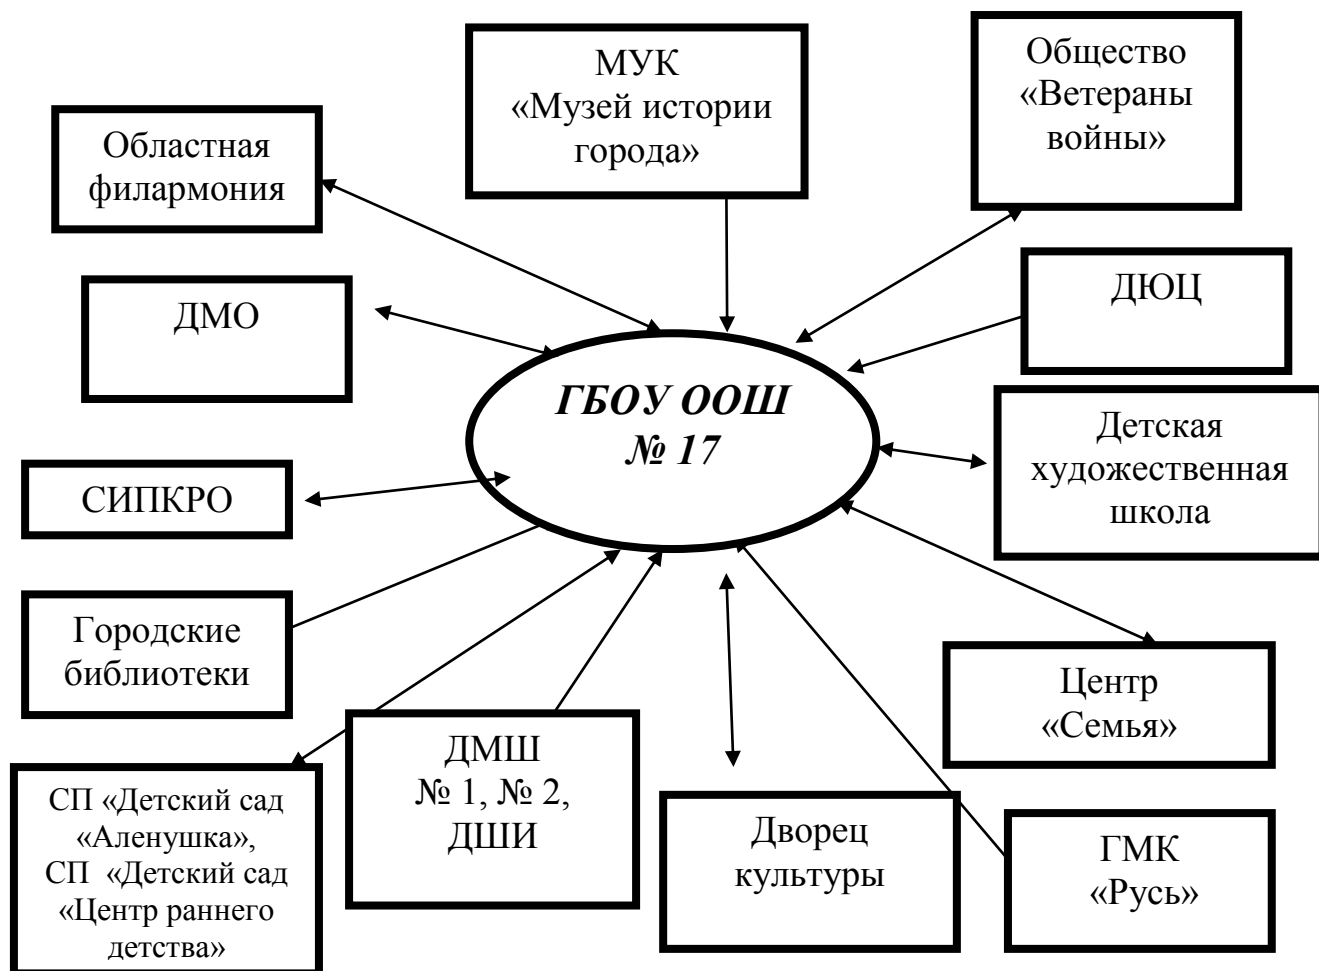 МУК
«Музей истории
города»
Общество
«Ветераны
войны»
Областная
филармония
ДМО
ДЮЦ
ГБОУ ООШ
№ 17
Детская
художественная
школа
СИПКРО
Городские
библиотеки
Центр
«Семья»
СП «Детский сад
«Аленушка»,
СП «Детский сад
«Центр раннего
детства»
ДМШ
№ 1, № 2,
ДШИ
Дворец
культуры
ГМК
«Русь»